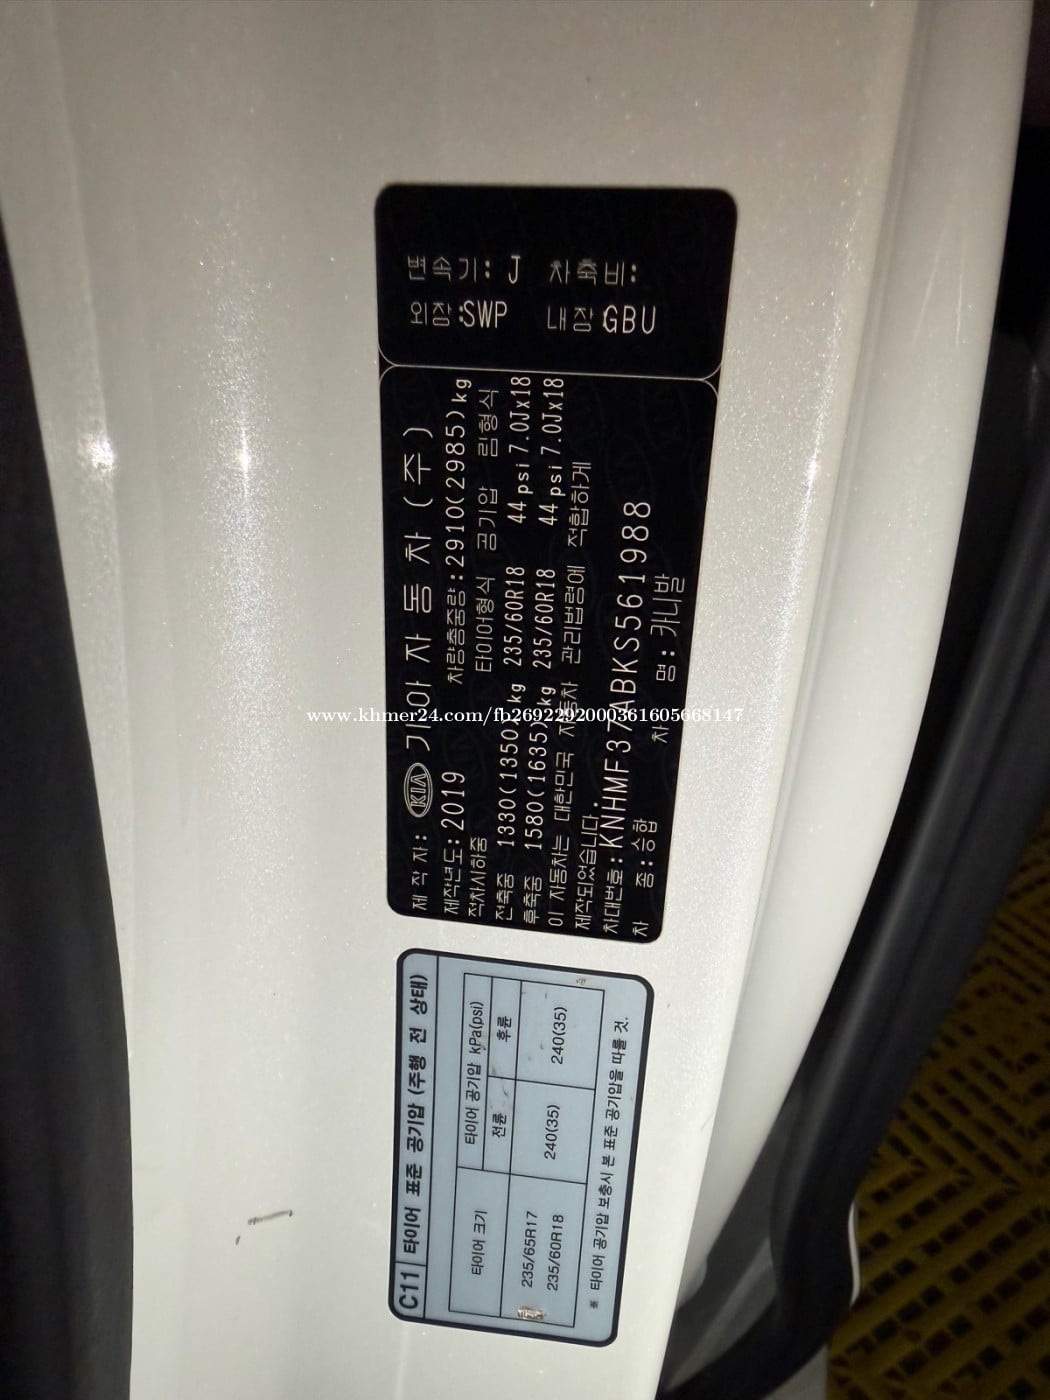 변속기: J 차축비:
외장:SWP 내장GBU
제 작 자: KIA 기 아 자 동 차 (주)
제작년도:2019 차량총중량:2910(2985)kg
적차시하중 타이어형식 공기압 림형식
전축중 1330(1350)kg 235/60R18 44psi 7.0Jx18
후축중 1580(1635)kg 235/60R18 44psi 7.0Jx18
이 자동차는 대한민국 자동차 관리법령에 적합하게
제작되었습니다.
차대번호:KNHMF37ABKS561988
차 종:승합 차 명:카니발
www.khmer24.com/fb2692292000361605668147
C11 타이어 표준 공기압 (주행 전 상태)
타이어 크기 타이어 공기압 kPa(psi)
전륜 후륜
235/65R17
235/60R18 240(35) 240(35)
※ 타이어 공기압 보충시 본 표준 공기압을 따를 것.